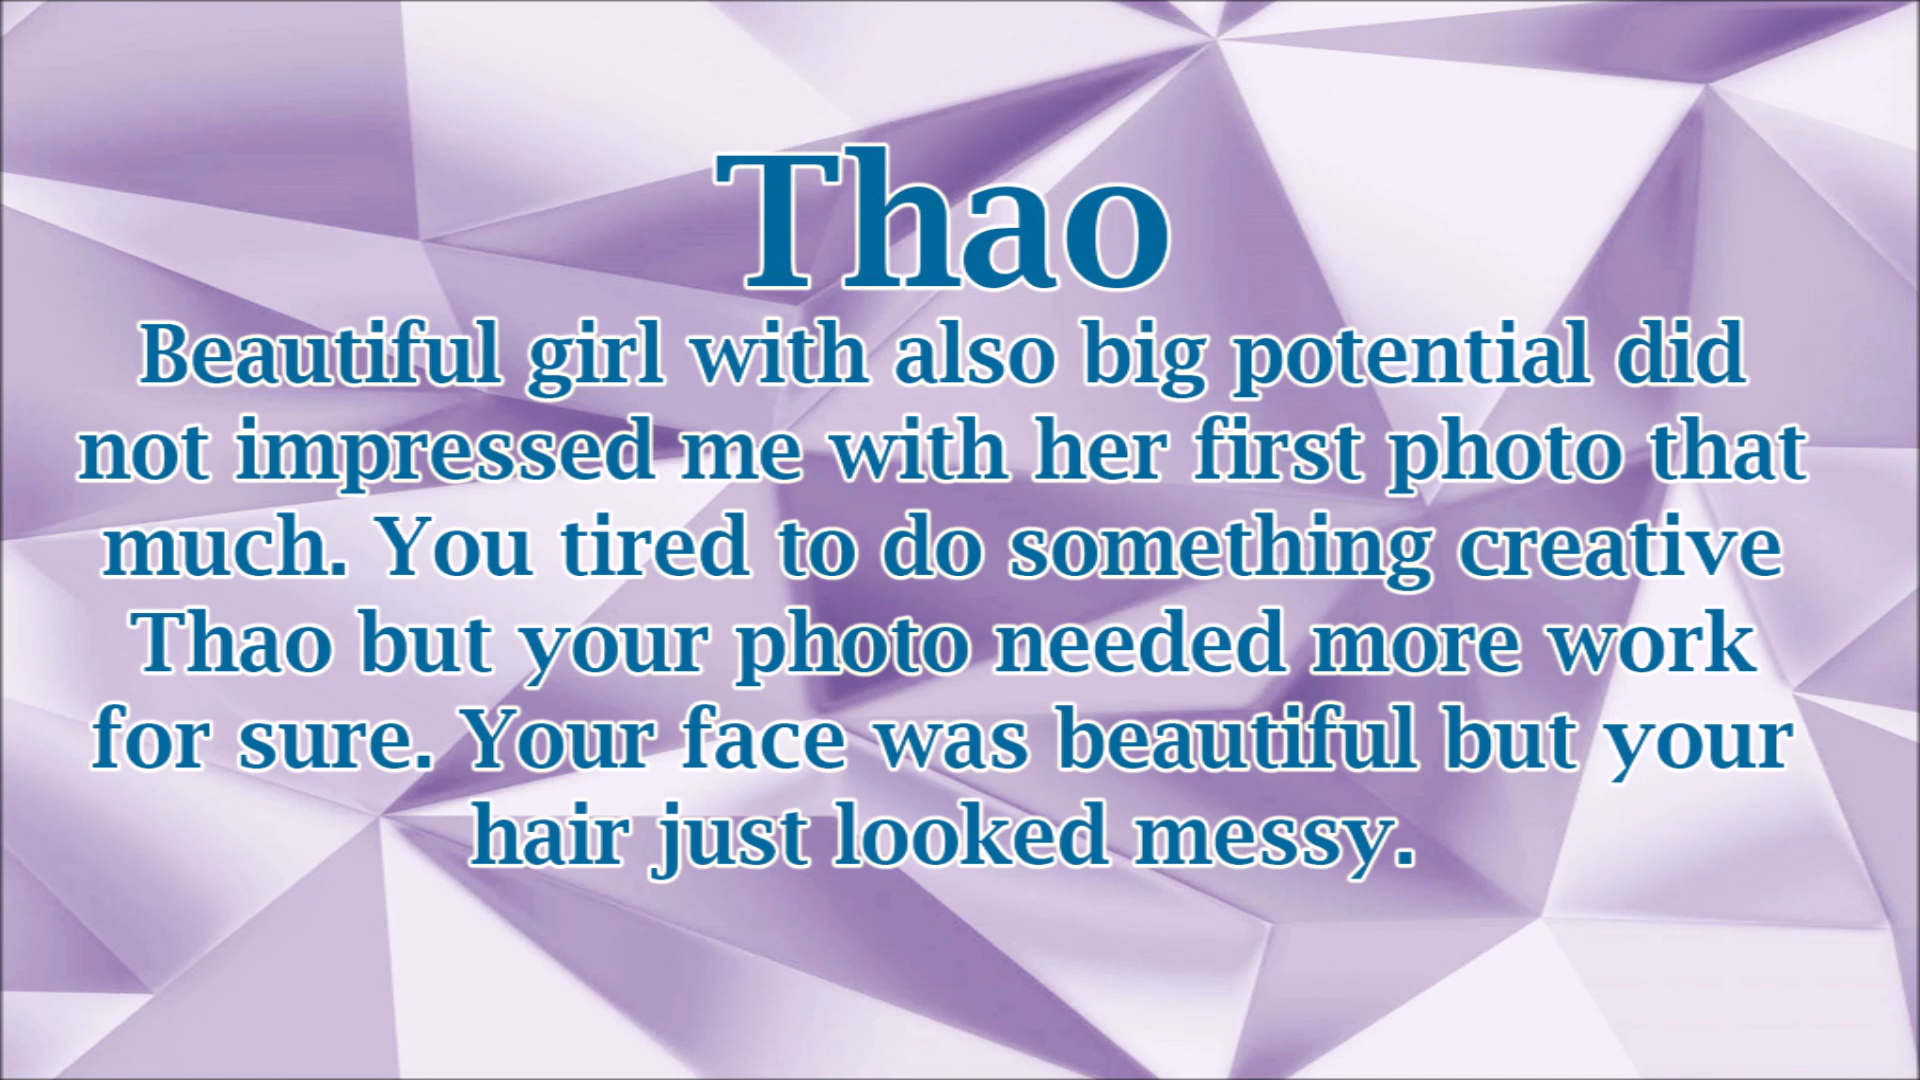 Thao
Beautiful girl with also big potential did
not impressed me with her first photo that
much. You tired to do something creative
Thao but your photo needed more work
for sure. Your face was beautiful but your
hair just looked messy.